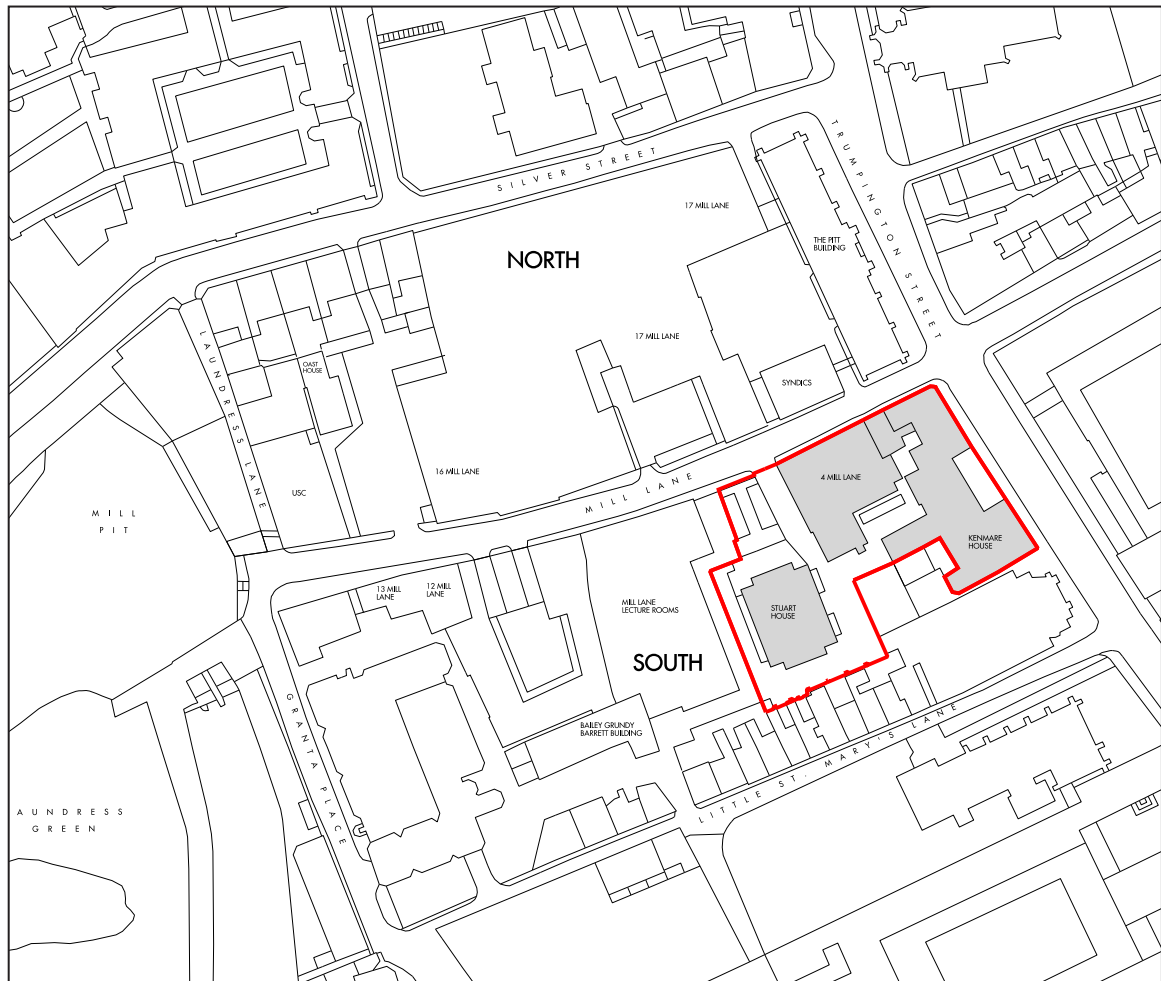 TRUMPINGTON STREET
SILVER STREET
17 MILL LANE
THE PITT
BUILDING
NORTH
LAUNDRESS LANE
17 MILL LANE
OAST
HOUSE
SYNDICS
16 MILL LANE
4 MILL LANE
USC
MILL LANE
MILL
PIT
KENMARE
HOUSE
13 MILL
LANE
12 MILL
LANE
MILL LANE
LECTURE ROOMS
STUART
HOUSE
SOUTH
GRANTA PLACE
BAILEY GRUNDY
BARRETT BUILDING
LITTLE ST. MARY'S LANE
AUNDRESS
GREEN